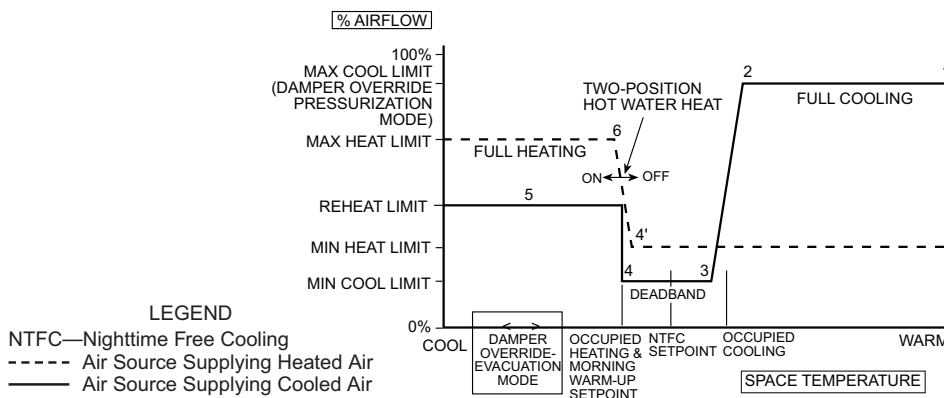 % AIRFLOW
100%
MAX COOL LIMIT
(DAMPER OVERRIDE
PRESSURIZATION
MODE)
MAX HEAT LIMIT
REHEAT LIMIT
MIN HEAT LIMIT
MIN COOL LIMIT
0%
TWO-POSITION
HOT WATER HEAT
2
1
FULL COOLING
6
FULL HEATING
ON
OFF
5
4'
4
3
DEADBAND
COOL
DAMPER
OVERRIDE-
EVACUATION
MODE
OCCUPIED
HEATING &
MORNING
WARM-UP
SETPOINT
NTFC
SETPOINT
OCCUPIED
COOLING
WARM
SPACE TEMPERATURE
LEGEND
NTFC—Nighttime Free Cooling
Air Source Supplying Heated Air
Air Source Supplying Cooled Air